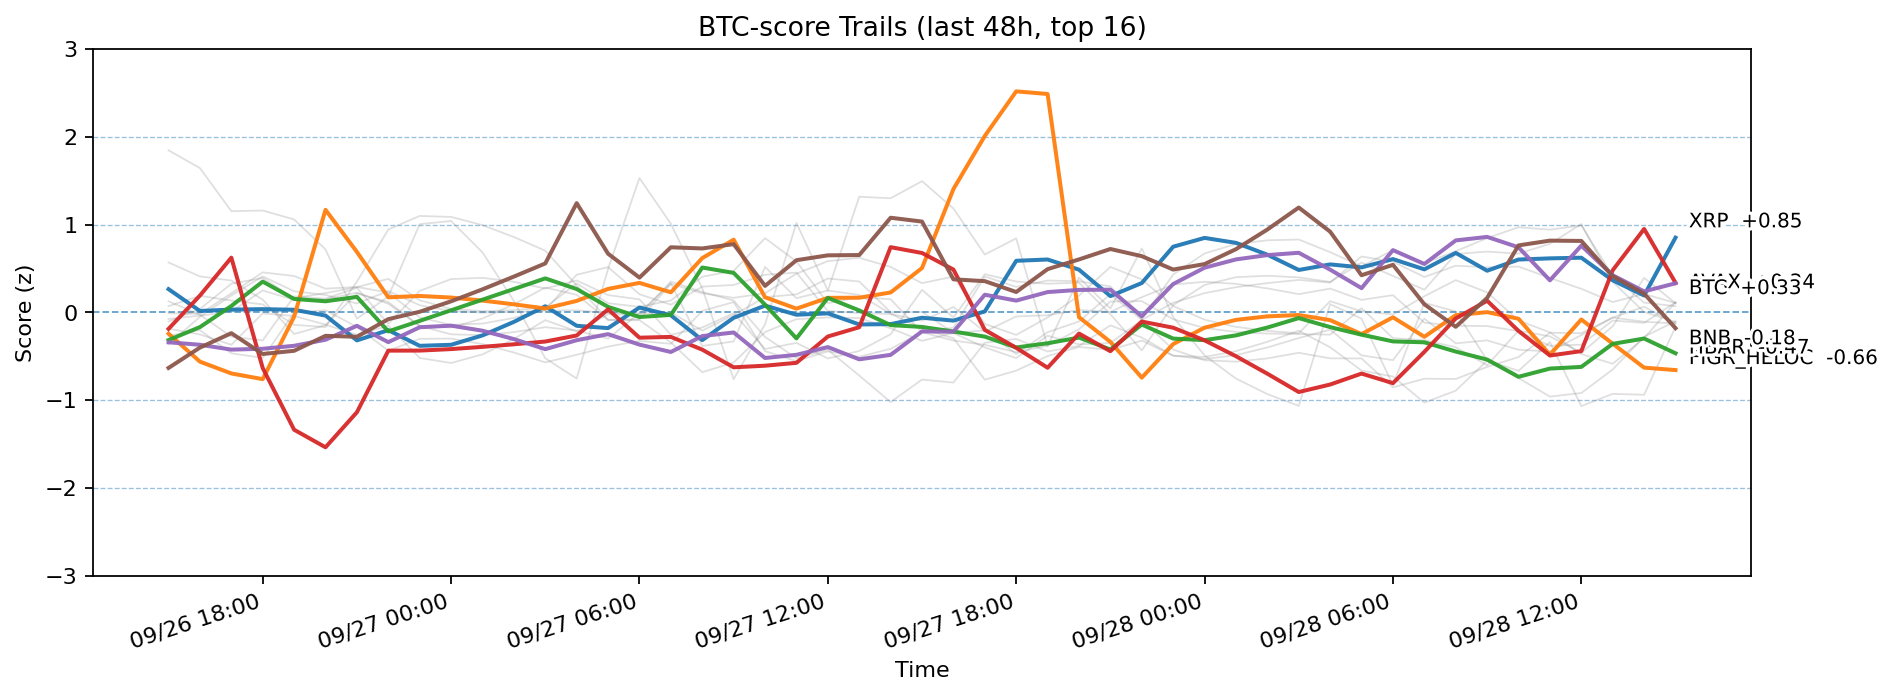 BTC-score Trails (last 48h, top 16)
Score (z)
3
2
1
0
−1
−2
−3
XRP +0.85
BTC +0.33
BNB -0.18
FIGR_HELOC -0.66
09/26 18:00
09/27 00:00
09/27 06:00
09/27 12:00
09/27 18:00
09/28 00:00
09/28 06:00
09/28 12:00
Time